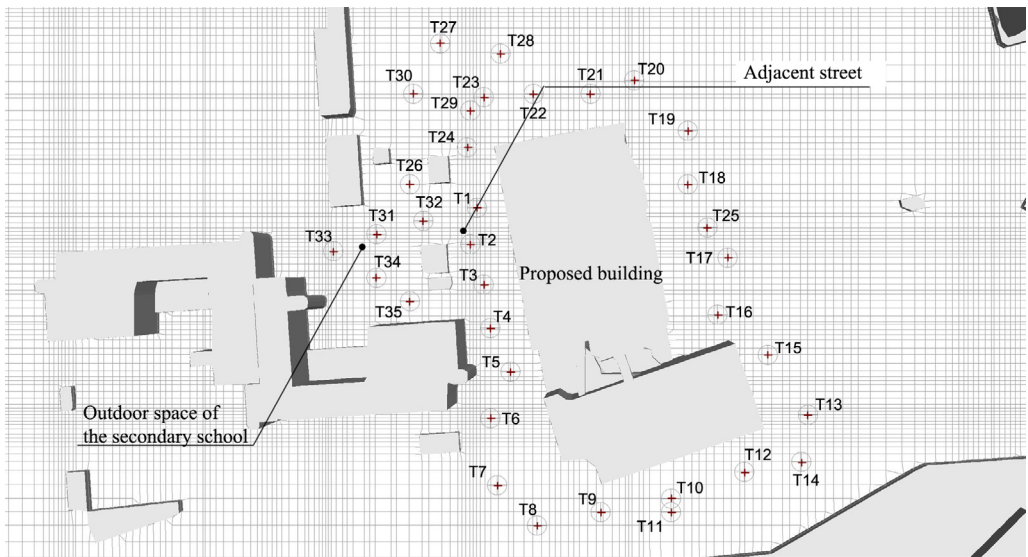 T27
T28
Adjacent street
T30
T23
T21
T20
T29
T22
T19
T24
T26
T18
T1
T32
T31
T25
T33
T2
T17
T34
T3
Proposed building
T35
T4
T16
T5
T15
Outdoor space of
the secondary school
T6
T13
T7
T12
T14
T9
T10
T8
T11